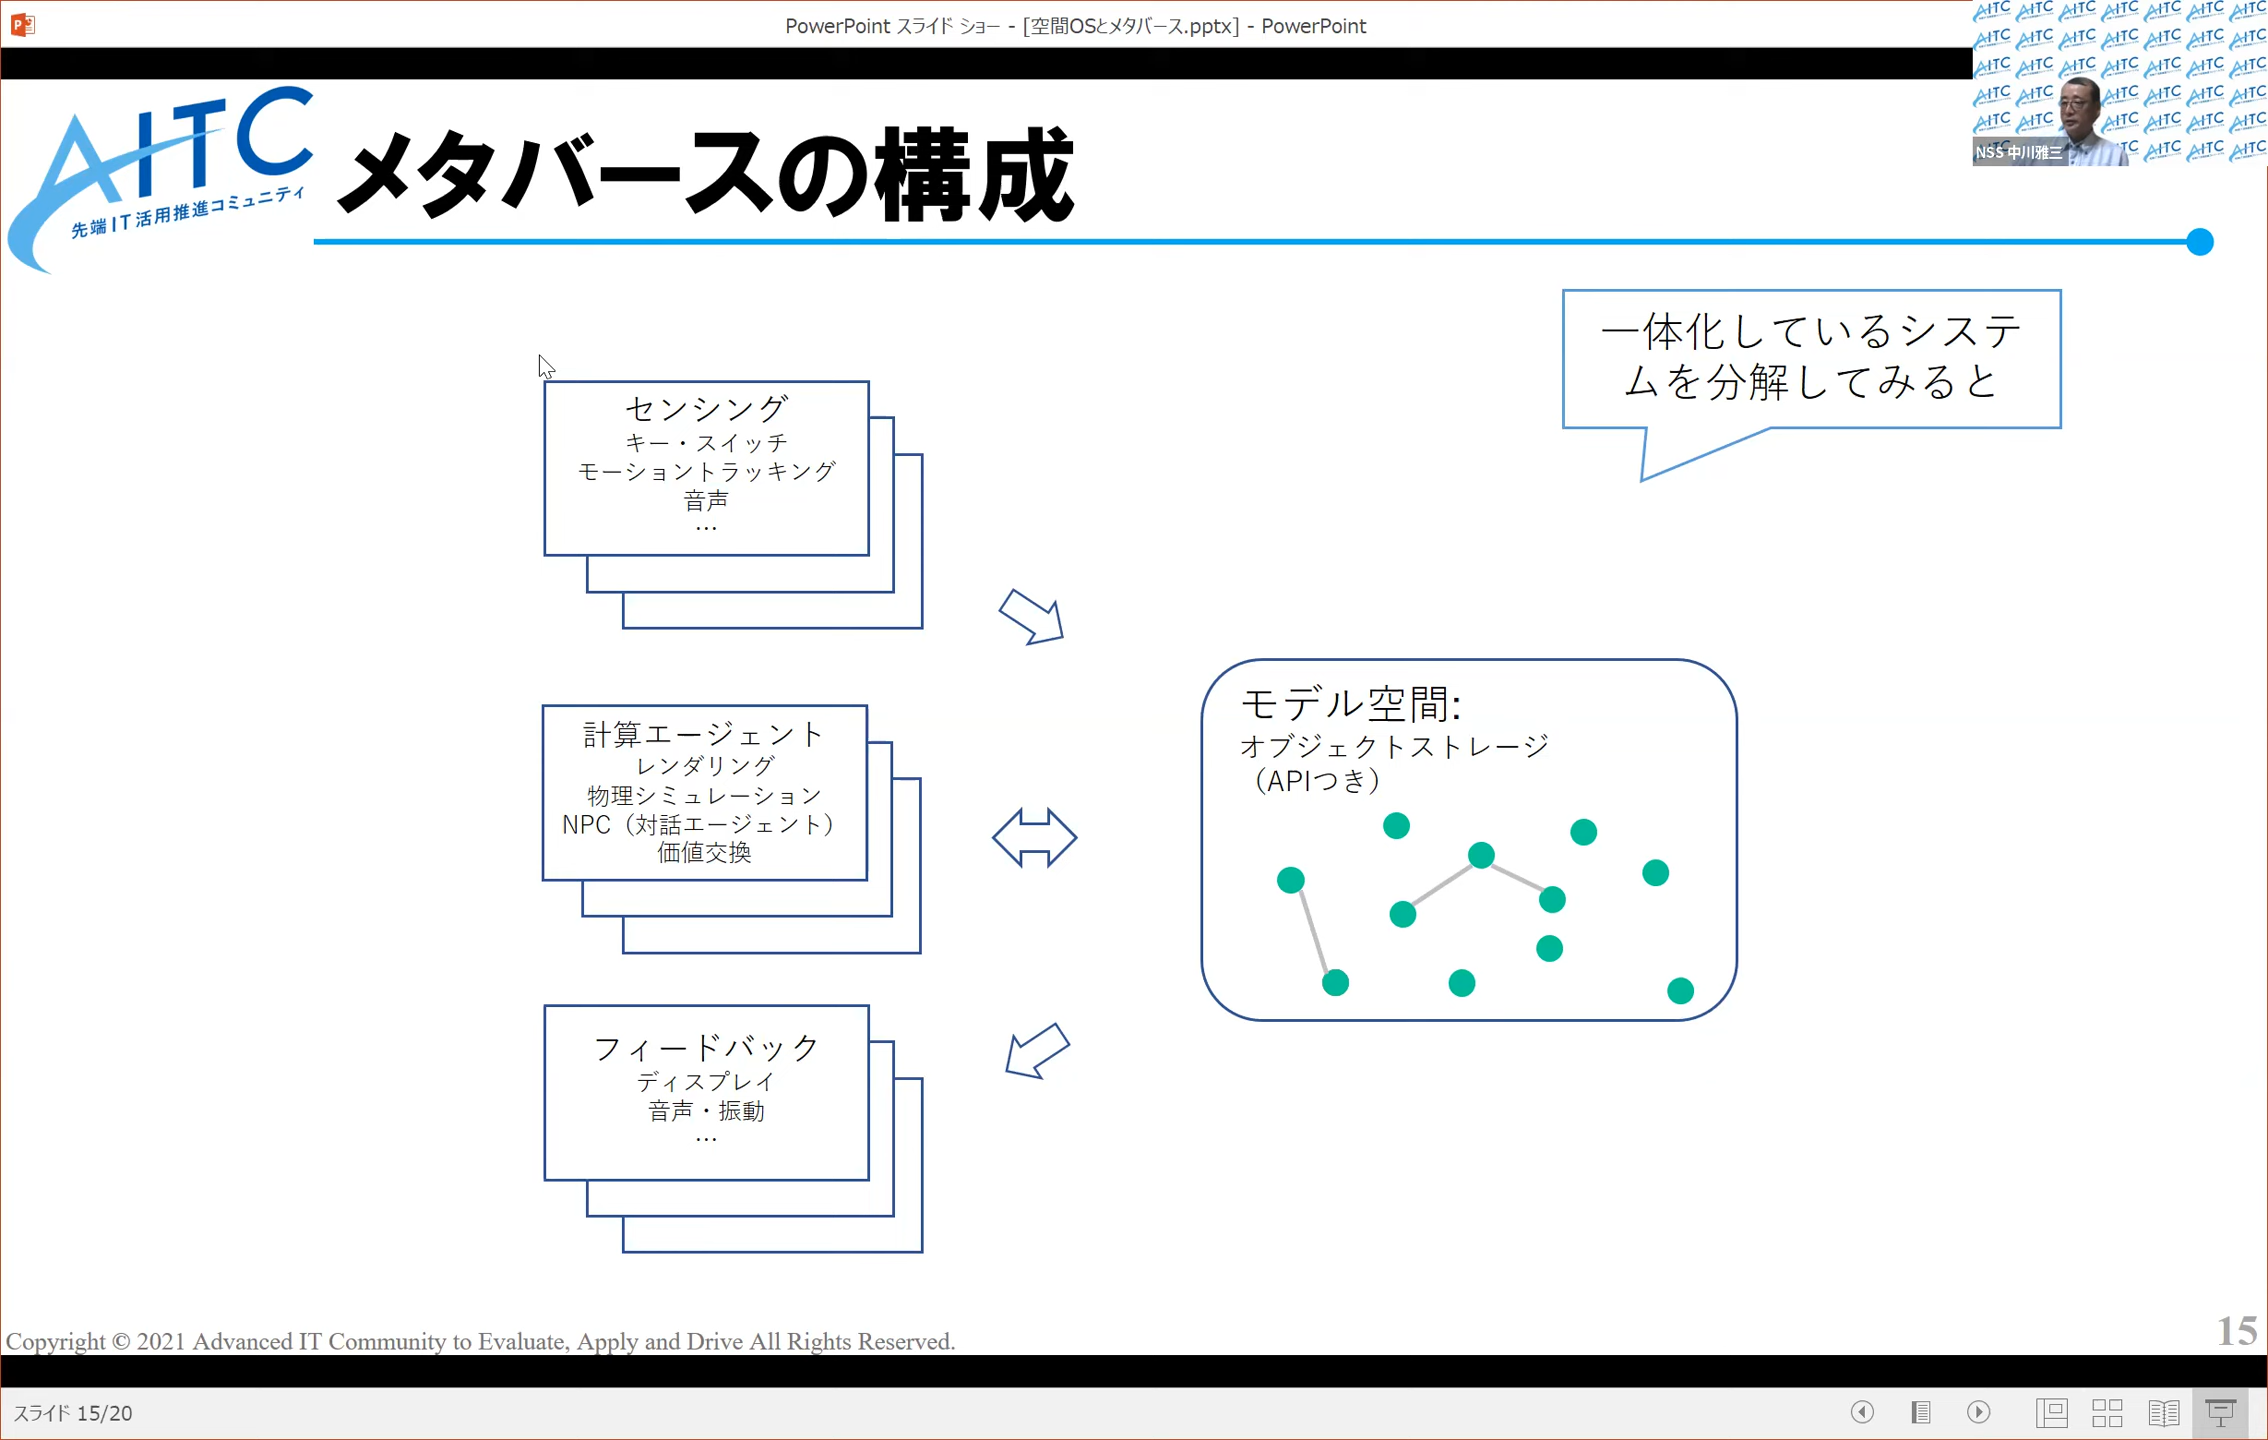 PowerPoint スライド ショー - [空間OSとメタバース.pptx] - PowerPoint
AITC
先端IT活用推進コミュニティ
メタバースの構成
NSS 中川雅三
一体化しているシステ
ムを分解してみると
センシング
キー・スイッチ
モーショントラッキング
音声
…
計算エージェント
レンダリング
物理シミュレーション
NPC（対話エージェント）
価値交換
モデル空間:
オブジェクトストレージ
（APIつき）
フィードバック
ディスプレイ
音声・振動
…
Copyright © 2021 Advanced IT Community to Evaluate, Apply and Drive All Rights Reserved.
15
スライド 15/20